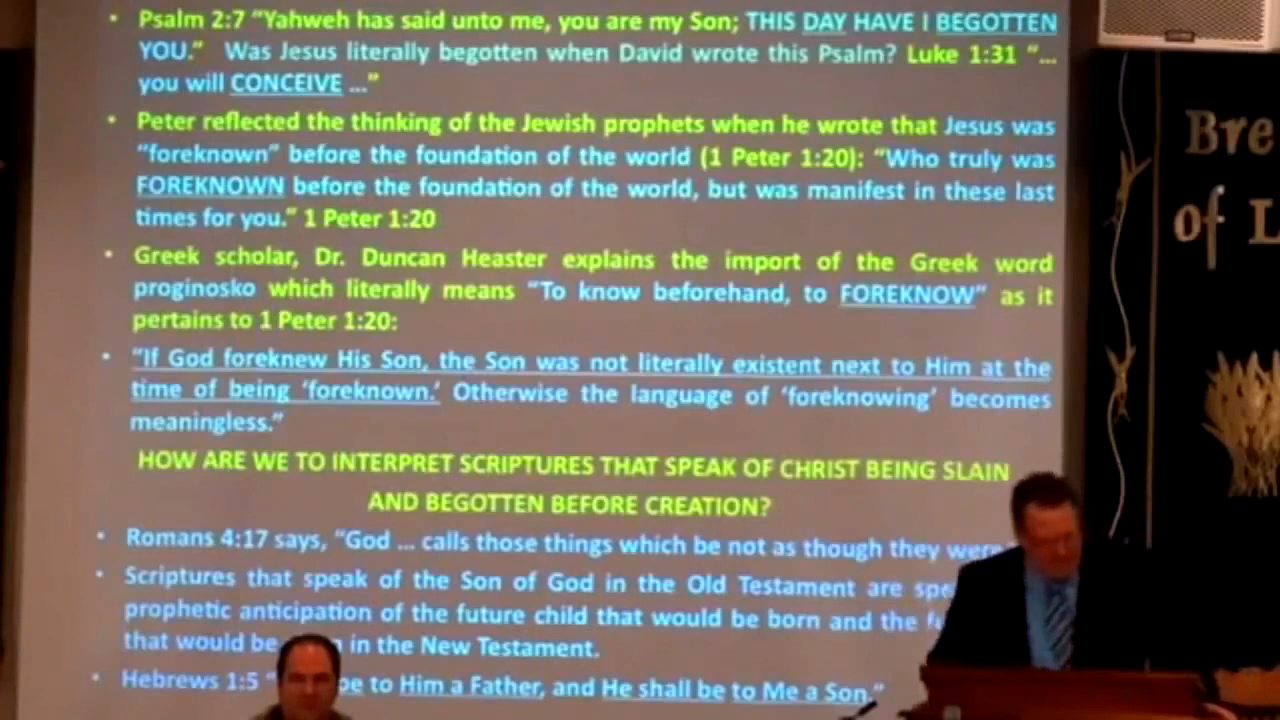 • Psalm 2:7 “Yahweh has said unto me, you are my Son; THIS DAY HAVE I BEGOTTEN
YOU.” Was Jesus literally begotten when David wrote this Psalm? Luke 1:31 “...
you will CONCEIVE ...”
• Peter reflected the thinking of the Jewish prophets when he wrote that Jesus was
“foreknown” before the foundation of the world (1 Peter 1:20): “Who truly was
FOREKNOWN before the foundation of the world, but was manifest in these last
times for you.” 1 Peter 1:20
• Greek scholar, Dr. Duncan Heaster explains the import of the Greek word
proginosko which literally means “To know beforehand, to FOREKNOW” as it
pertains to 1 Peter 1:20:
• “If God foreknew His Son, the Son was not literally existent next to Him at the
time of being ‘foreknown.’ Otherwise the language of ‘foreknowing’ becomes
meaningless.”
HOW ARE WE TO INTERPRET SCRIPTURES THAT SPEAK OF CHRIST BEING SLAIN
AND BEGOTTEN BEFORE CREATION?
• Romans 4:17 says, “God ... calls those things which be not as though they were
• Scriptures that speak of the Son of God in the Old Testament are
prophetic anticipation of the future child that would be born and the
that would be in the New Testament.
• Hebrews 1:5 “ to Him a Father, and He shall be to Me a Son.”
Bre
of L